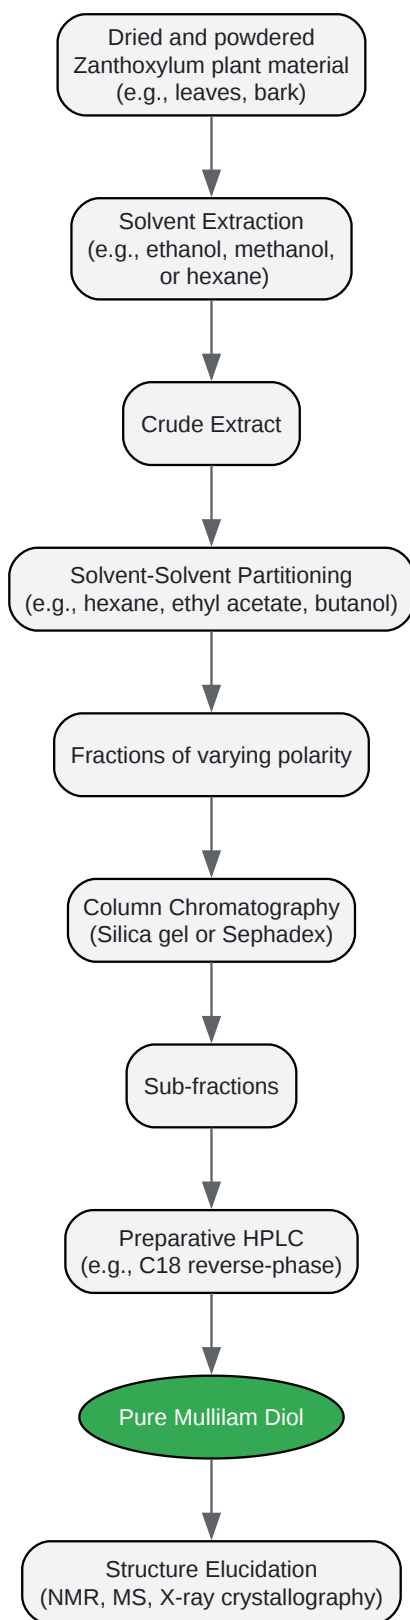 Dried and powdered
Zanthoxylum plant material
(e.g., leaves, bark)
Solvent Extraction
(e.g., ethanol, methanol,
or hexane)
Crude Extract
Solvent-Solvent Partitioning
(e.g., hexane, ethyl acetate, butanol)
Fractions of varying polarity
Column Chromatography
(Silica gel or Sephadex)
Sub-fractions
Preparative HPLC
(e.g., C18 reverse-phase)
Pure Mullilam Diol
Structure Elucidation
(NMR, MS, X-ray crystallography)